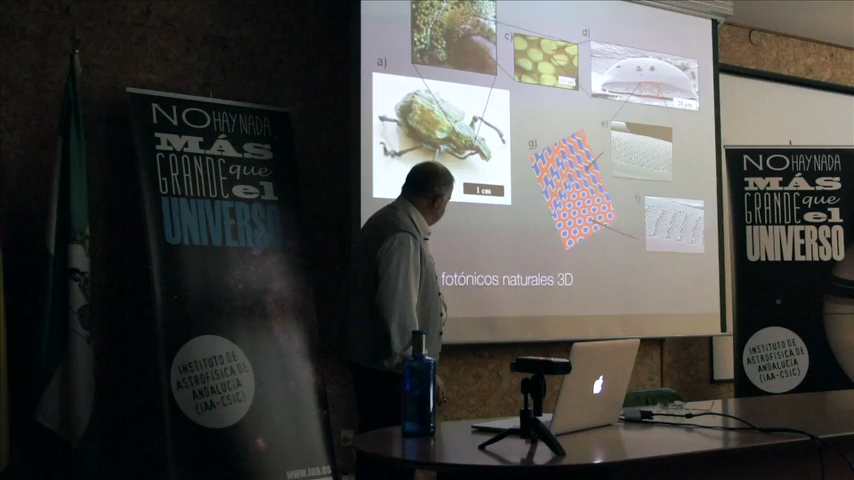 NO HAY NADA
MÁS
GRANDE que
el
UNIVERSO
INSTITUTO DE
ASTROFÍSICA DE
ANDALUCÍA
(IAA-CSIC)
a)
c)
d)
e)
g)
1 cm
fotónicos naturales 3D
NO HAY NADA
MÁS
GRANDE que
el
UNIVERSO
INSTITUTO DE
ASTROFÍSICA DE
ANDALUCÍA
(IAA-CSIC)